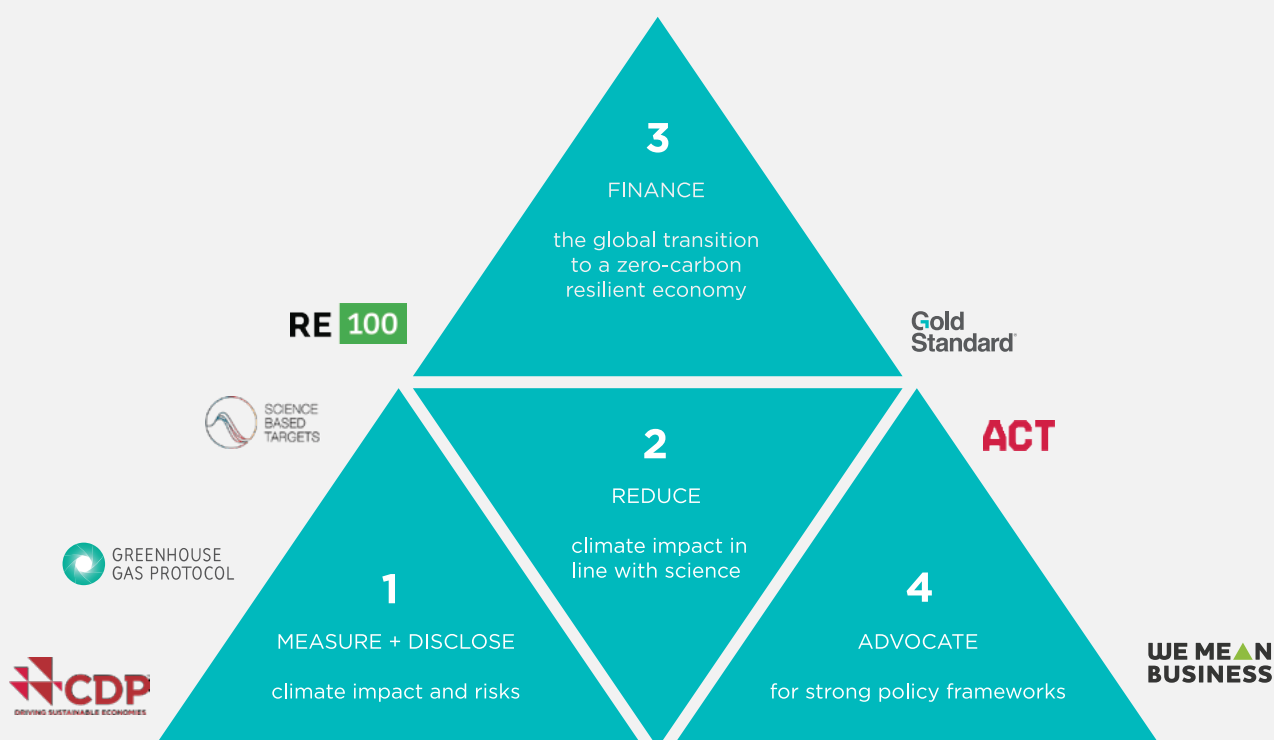 3
FINANCE
the global transition
to a zero-carbon
resilient economy
RE 100
Gold
Standard
SCIENCE
BASED
TARGETS
ACT
2
REDUCE
climate impact in
line with science
GREENHOUSE
GAS PROTOCOL
1
MEASURE + DISCLOSE
climate impact and risks
4
ADVOCATE
for strong policy frameworks
CDP
DRIVING SUSTAINABLE ECONOMIES
WE MEAN
BUSINESS